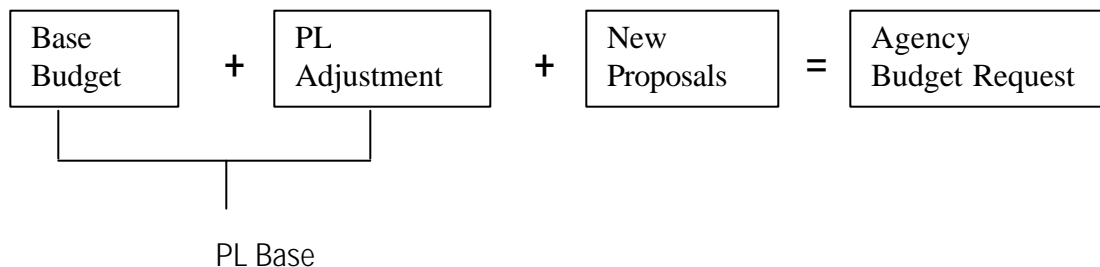 Base
Budget
+
PL
Adjustment
+
New
Proposals
=
Agency
Budget Request
PL Base